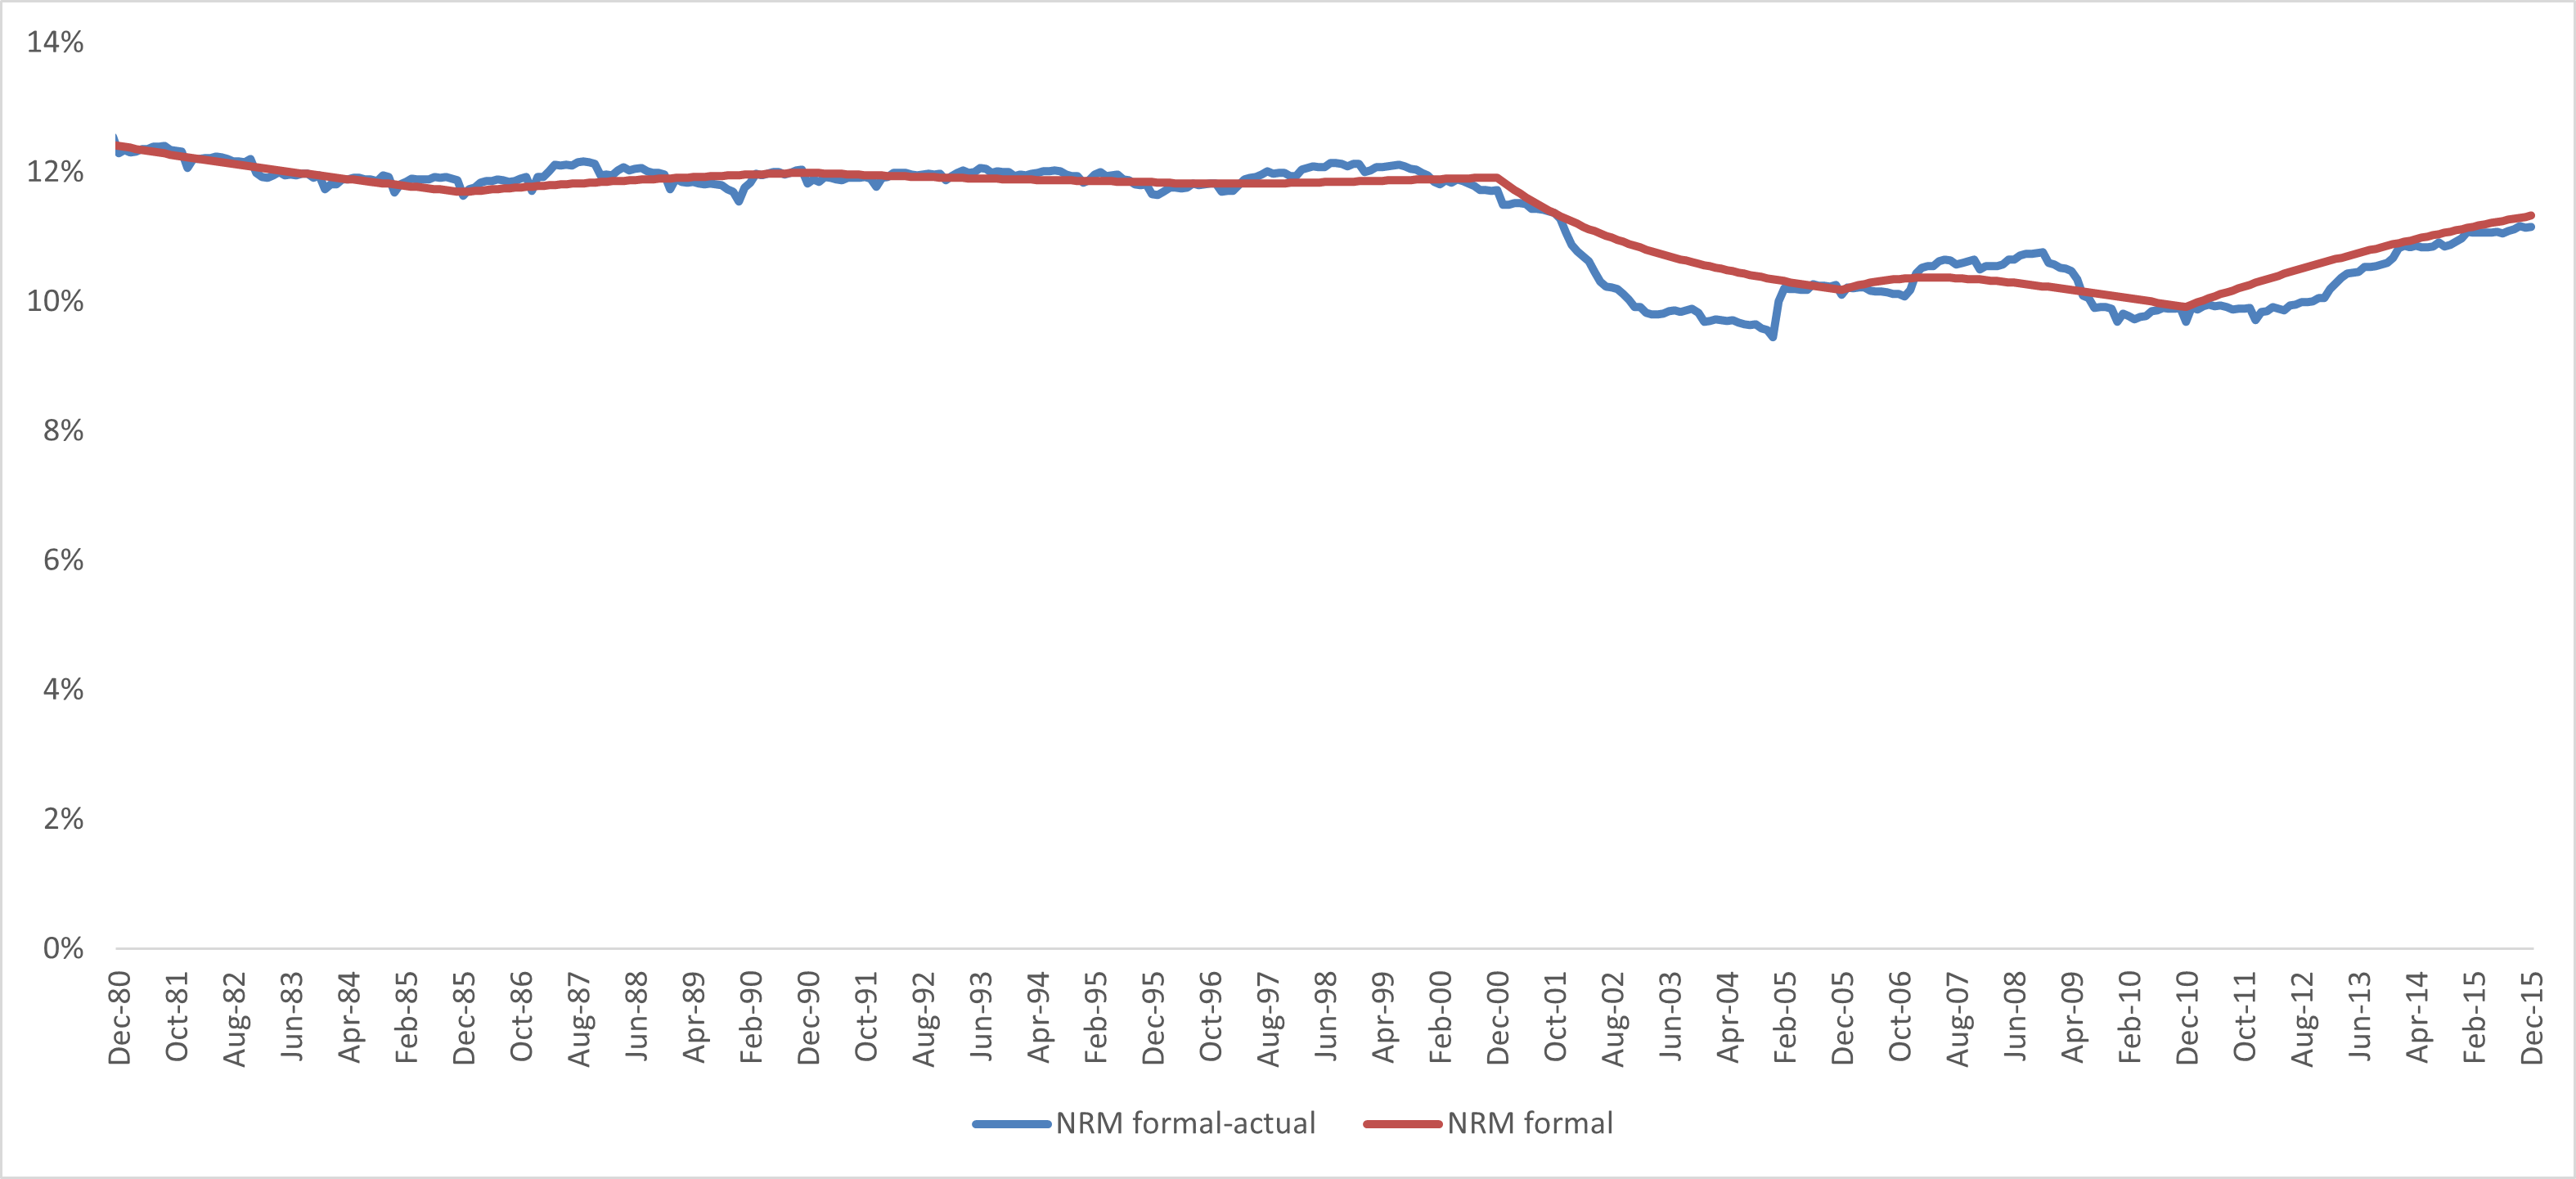 14%
12%
10%
8%
6%
4%
2%
0%
Dec-80
Oct-81
Aug-82
Jun-83
Apr-84
Feb-85
Dec-85
Oct-86
Aug-87
Jun-88
Apr-89
Feb-90
Dec-90
Oct-91
Aug-92
Jun-93
Apr-94
Feb-95
Dec-95
Oct-96
Aug-97
Jun-98
Apr-99
Feb-00
Dec-00
Oct-01
Aug-02
Jun-03
Apr-04
Feb-05
Dec-05
Oct-06
Aug-07
Jun-08
Apr-09
Feb-10
Dec-10
Oct-11
Aug-12
Jun-13
Apr-14
Feb-15
Dec-15
NRM formal-actual
NRM formal